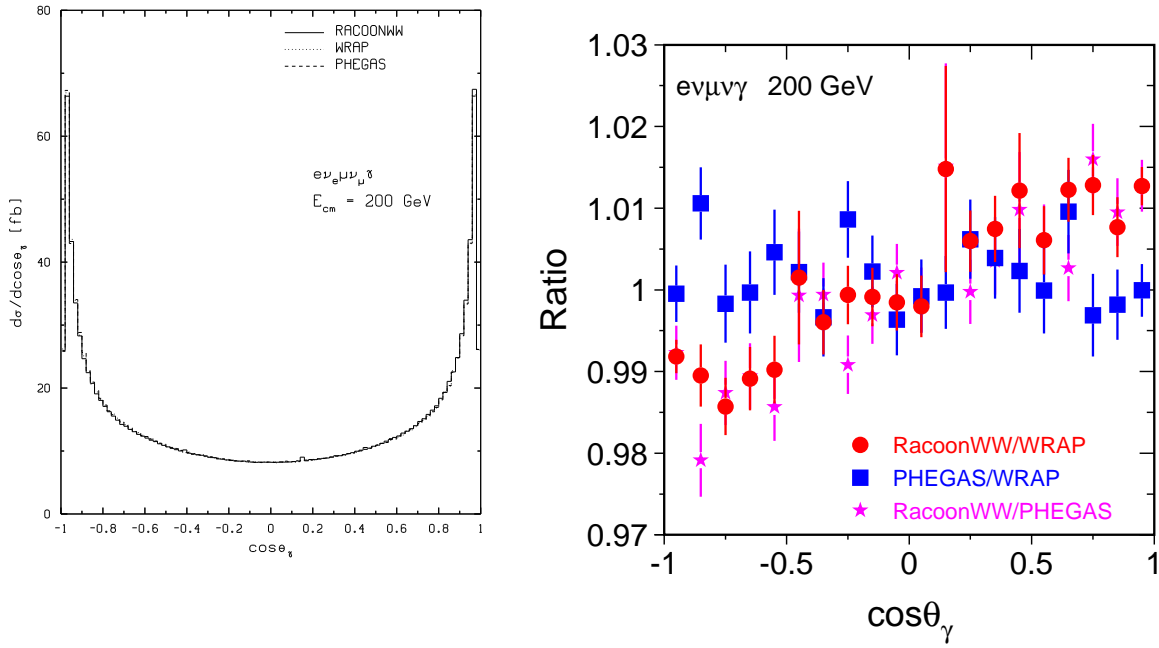 80
60
40
20
0
-1
-0.8
-0.6
-0.4
-0.2
0
0.2
0.4
0.6
0.8
1
dσ/dcosθγ [fb]
cosθγ
RACOONWW
WRAP
PHEGAS
eνeμνμγ
Ecm = 200 GeV
1.03
1.02
1.01
1
0.99
0.98
0.97
-1
-0.5
0
0.5
1
Ratio
cosθγ
eνμνγ 200 GeV
RacoonWW/WRAP
PHEGAS/WRAP
RacoonWW/PHEGAS